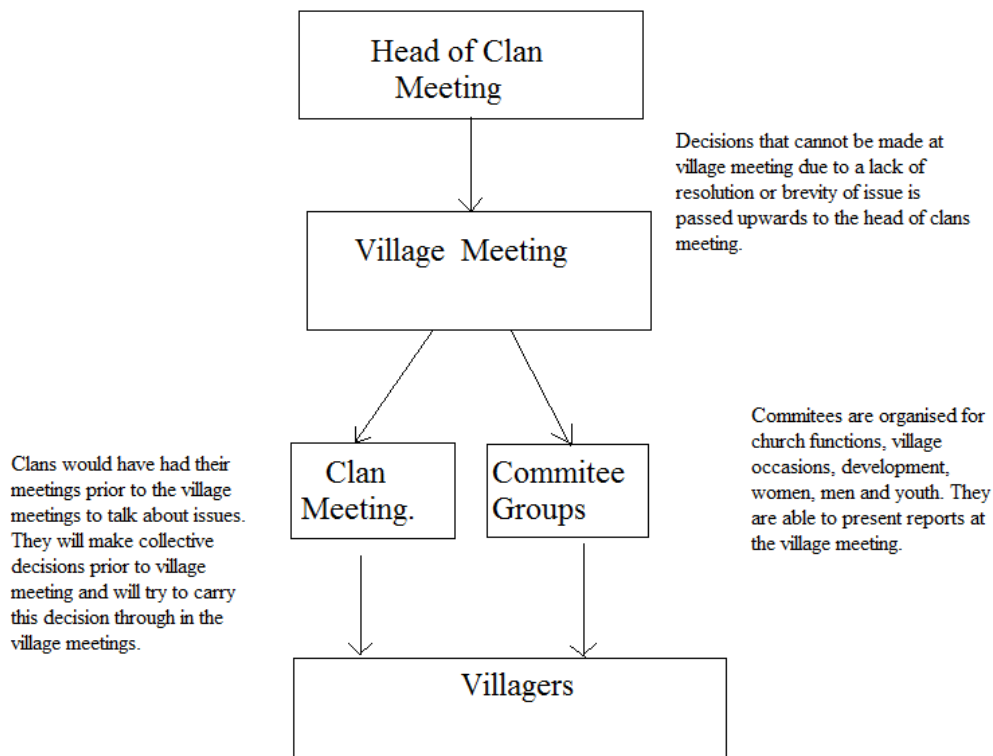 Head of Clan
Meeting
Decisions that cannot be made at
village meeting due to a lack of
resolution or brevity of issue is
passed upwards to the head of clans
meeting.
Village Meeting
Clans would have had their
meetings prior to the village
meetings to talk about issues.
They will make collective
decisions prior to village
meeting and will try to carry
this decision through in the
village meetings.
Clan
Meeting.
Commitee
Groups
Commitees are organised for
church functions, village
occasions, development,
women, men and youth. They
are able to present reports at
the village meeting.
Villagers